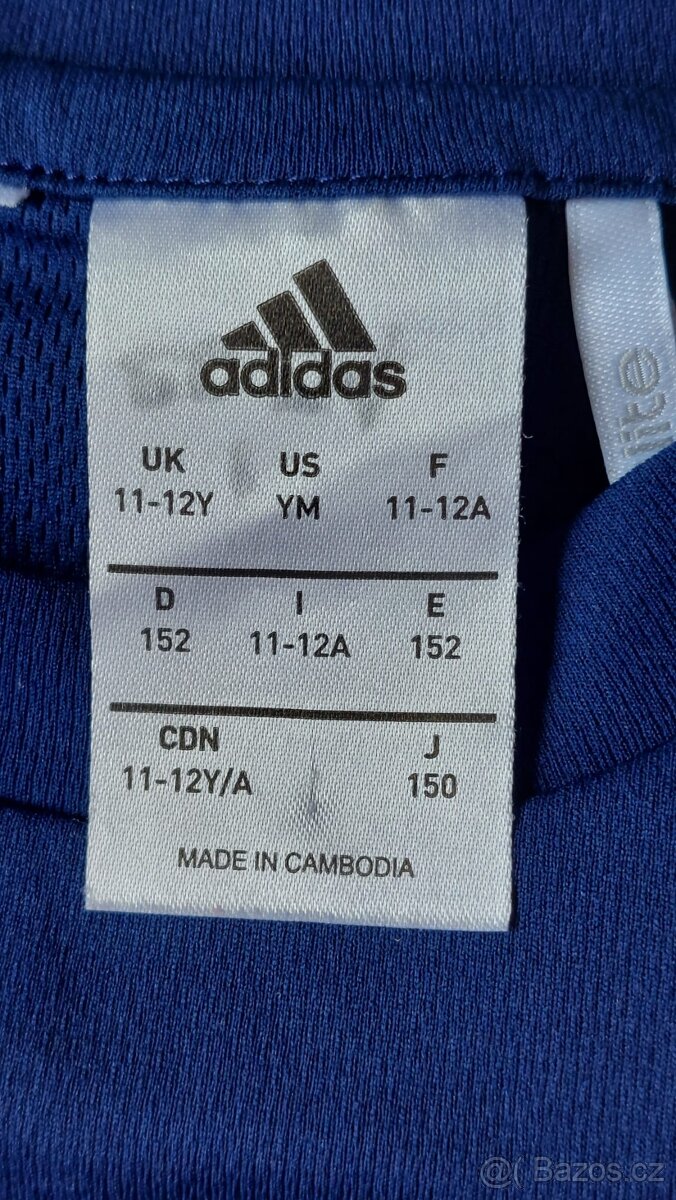 adidas
UK US F
11-12Y YM 11-12A
D I E
152 11-12A 152
CDN J
11-12Y/A 150
MADE IN CAMBODIA
lite
@( Bazos.cz